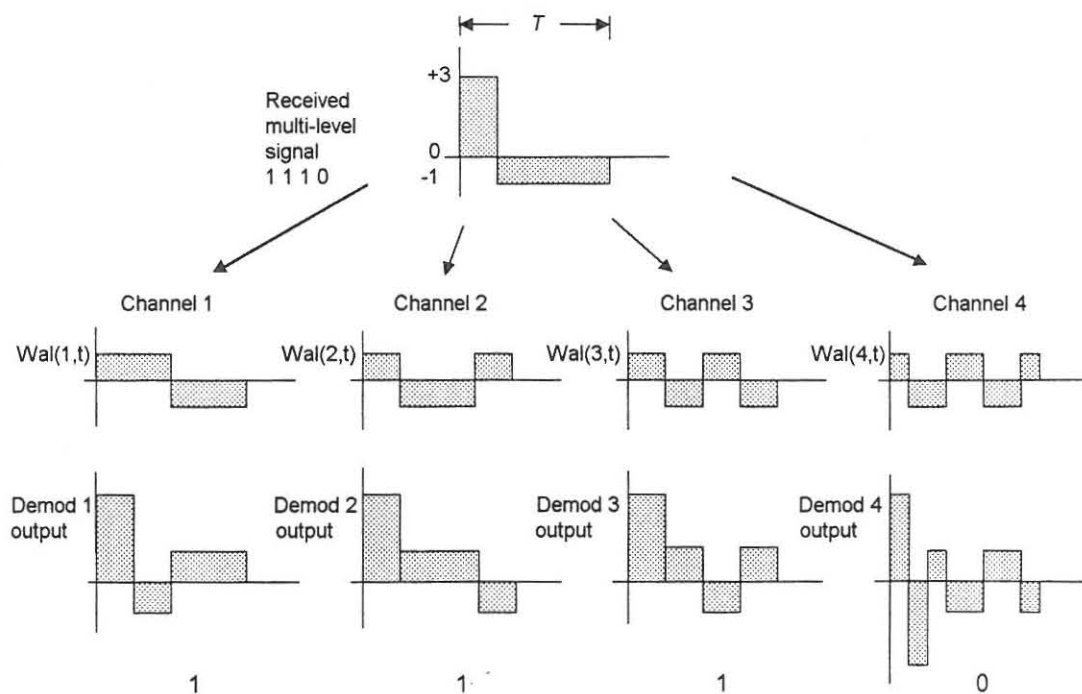 T
+3
Received
multi-level
signal
1 1 1 0
0
-1
Channel 1
Channel 2
Channel 3
Channel 4
Wal(1,t)
Wal(2,t)
Wal(3,t)
Wal(4,t)
Demod 1
output
Demod 2
output
Demod 3
output
Demod 4
output
1
1
1
0